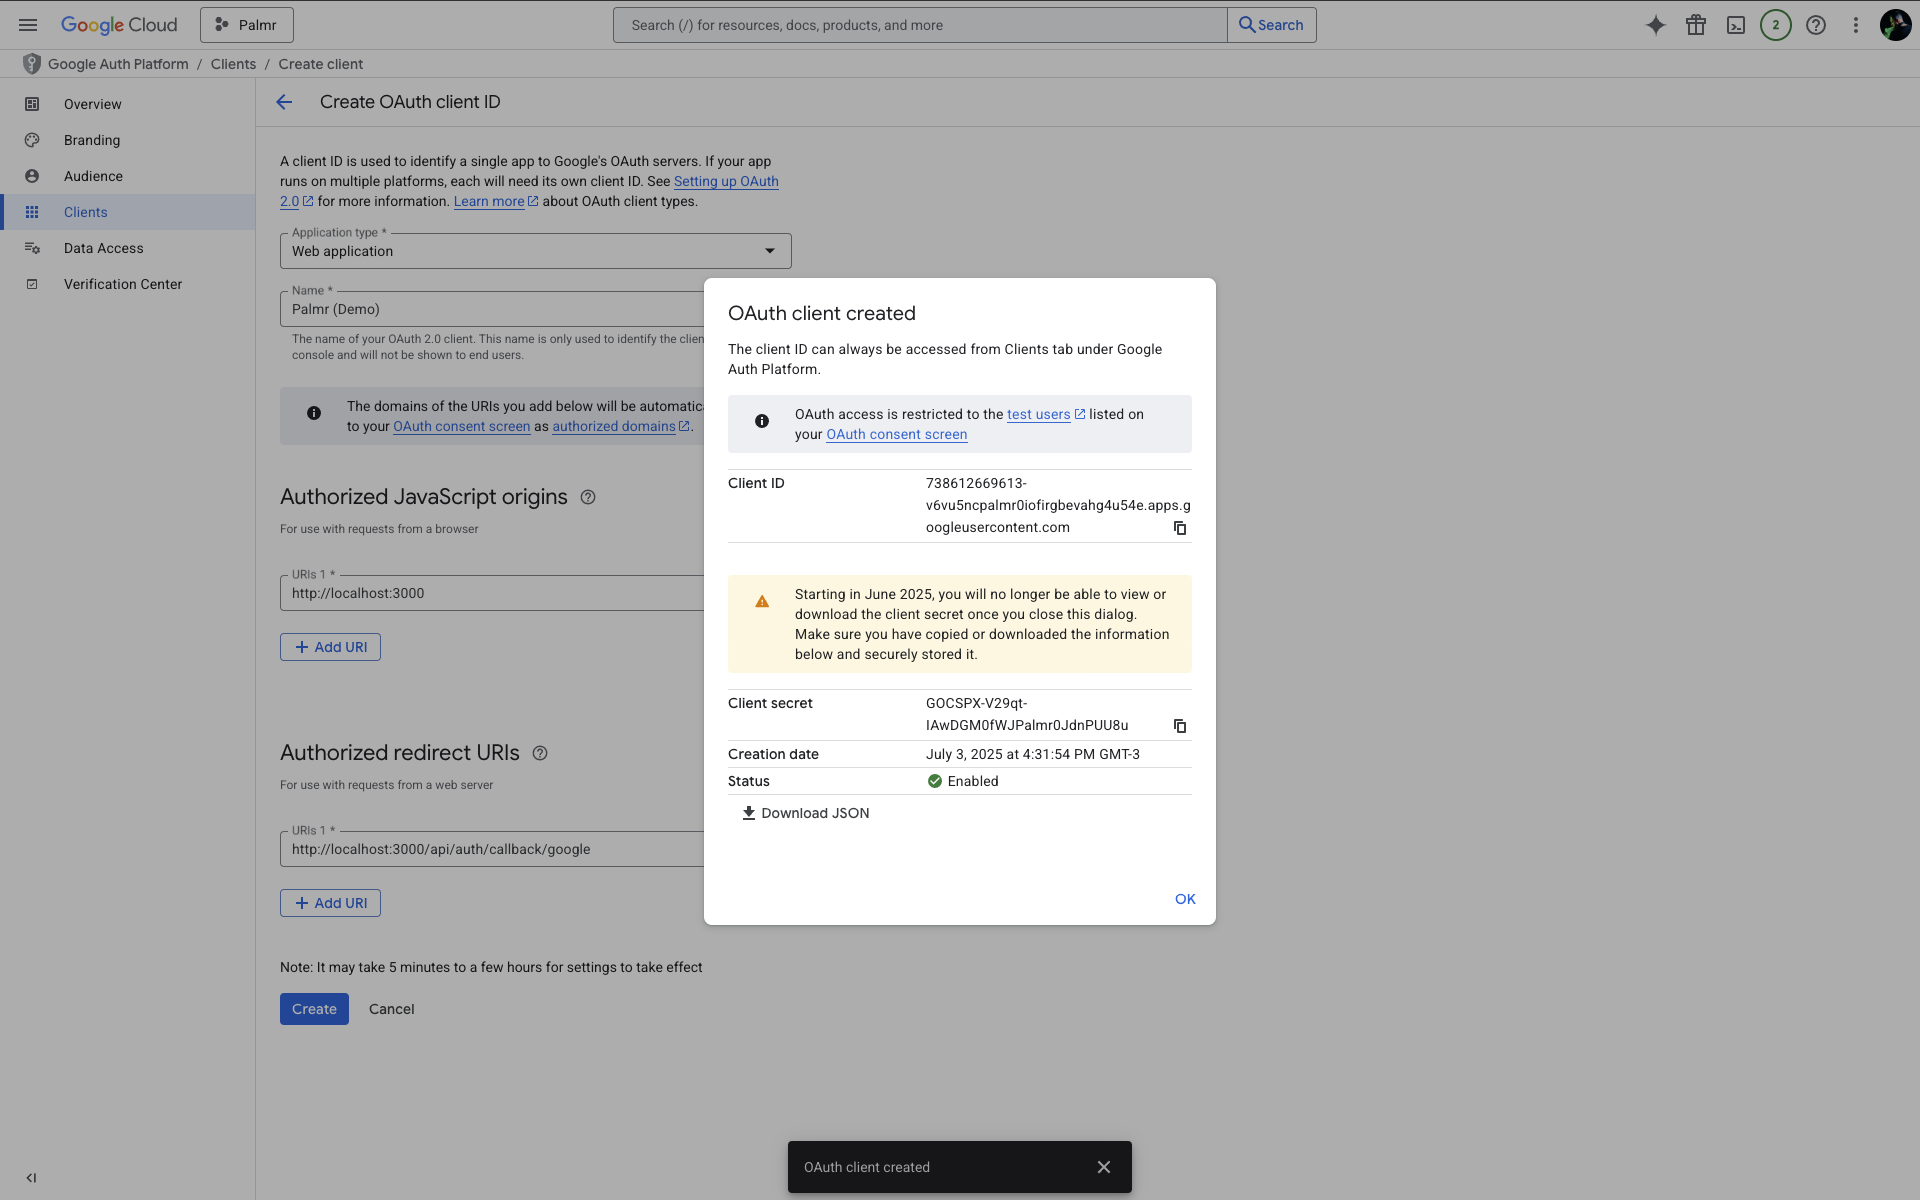 Google Cloud
Palmr
Search (/) for resources, docs, products, and more
Search
2
Google Auth Platform / Clients / Create client
Overview
Branding
Audience
Clients
Data Access
Verification Center
Create OAuth client ID
A client ID is used to identify a single app to Google's OAuth servers. If your app
runs on multiple platforms, each will need its own client ID. See Setting up OAuth
2.0 for more information. Learn more about OAuth client types.
Application type *
Web application
Name *
Palmr (Demo)
The name of your OAuth 2.0 client. This name is only used to identify the clien
console and will not be shown to end users.
The domains of the URIs you add below will be automatica
to your OAuth consent screen as authorized domains.
Authorized JavaScript origins
For use with requests from a browser
URIs 1 *
http://localhost:3000
Add URI
Authorized redirect URIs
For use with requests from a web server
URIs 1 *
http://localhost:3000/api/auth/callback/google
Add URI
Note: It may take 5 minutes to a few hours for settings to take effect
Create
Cancel
OAuth client created
The client ID can always be accessed from Clients tab under Google
Auth Platform.
OAuth access is restricted to the test users listed on
your OAuth consent screen
Client ID
738612669613-
v6vu5ncpalmr0iofirgbevahg4u54e.apps.g
oogleusercontent.com
Starting in June 2025, you will no longer be able to view or
download the client secret once you close this dialog.
Make sure you have copied or downloaded the information
below and securely stored it.
Client secret
GOCSPX-V29qt-
IAwDGM0fWJPalmr0JdnPUU8u
Creation date
July 3, 2025 at 4:31:54 PM GMT-3
Status
Enabled
Download JSON
OK
OAuth client created